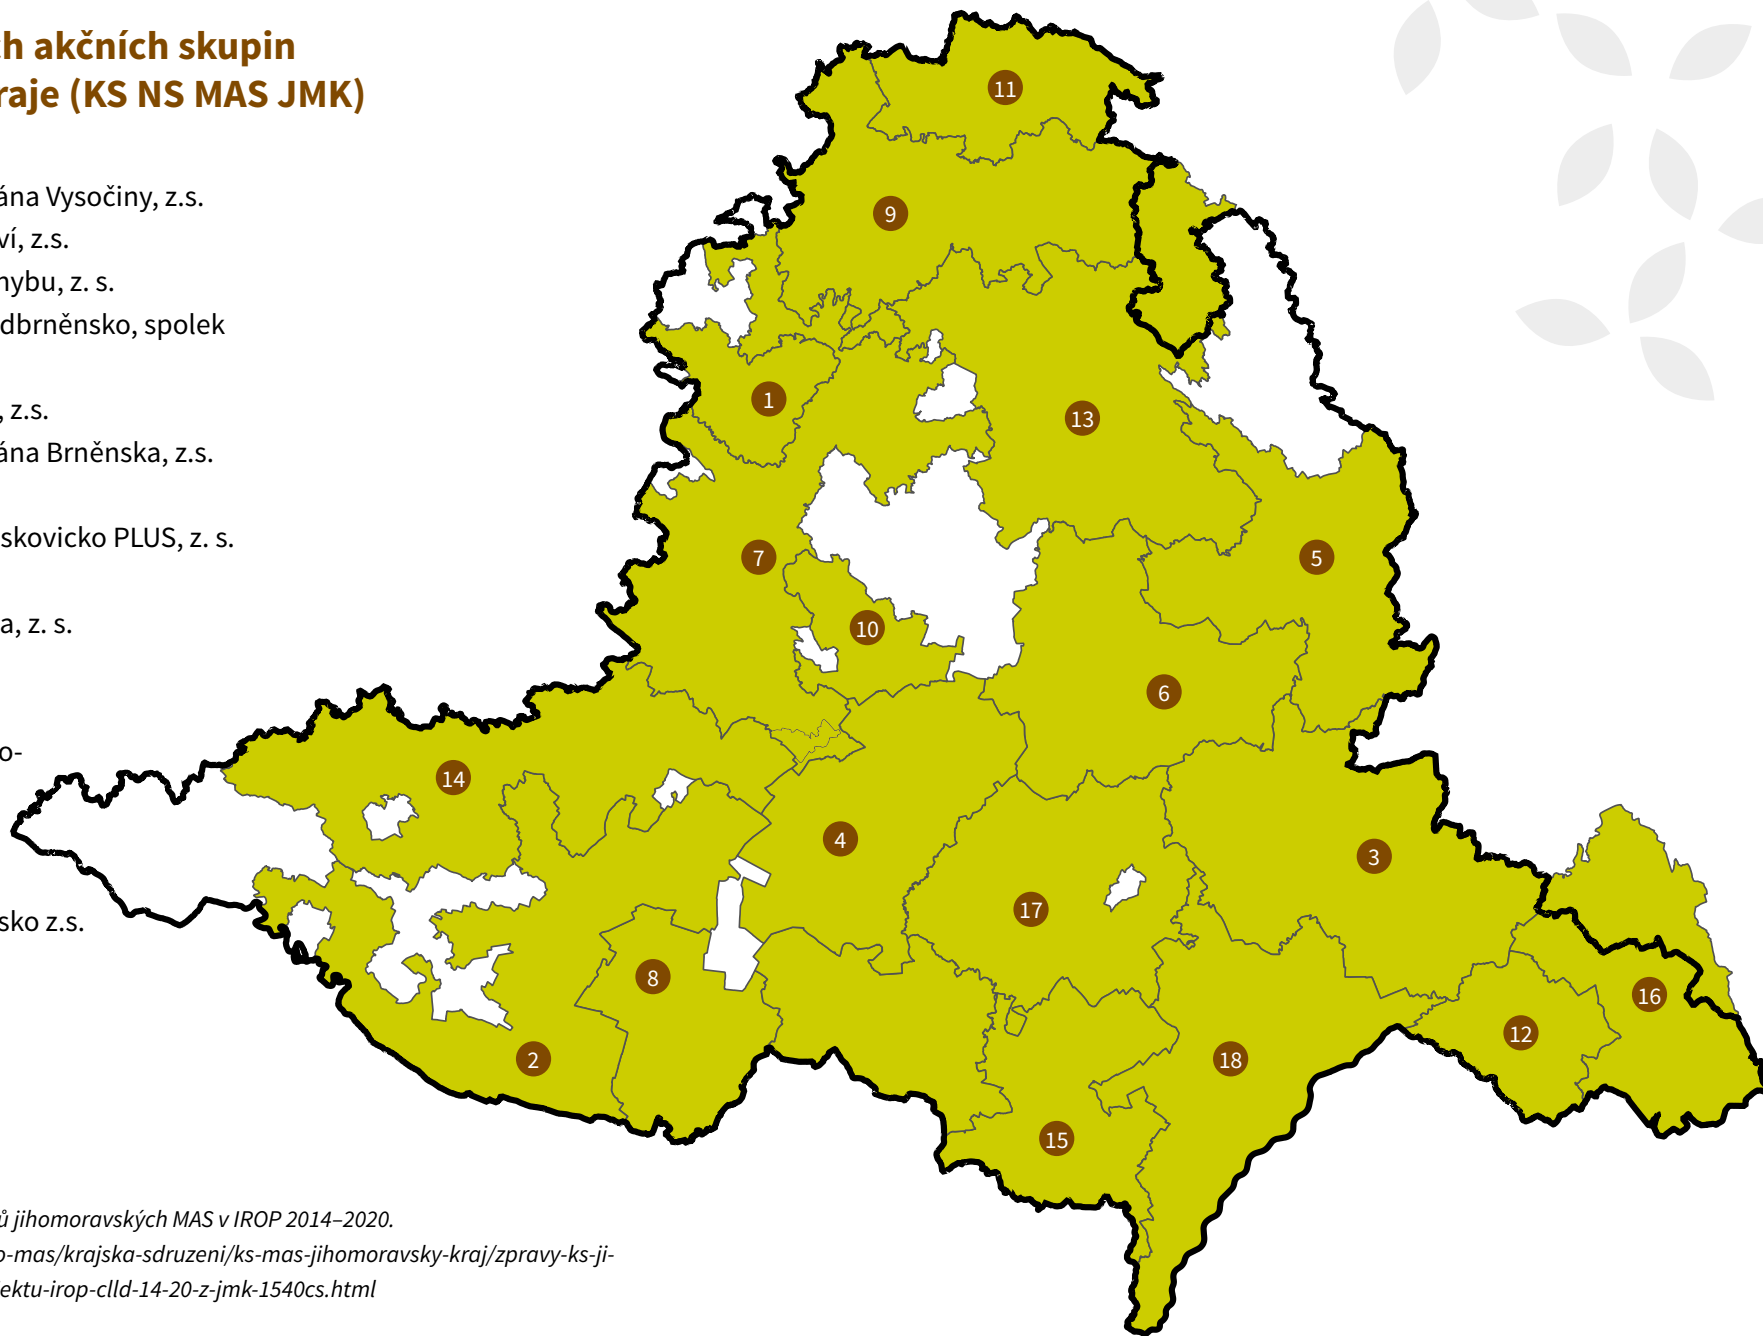 ch akčních skupin
raje (KS NS MAS JMK)
ána Vysočiny, z.s.
ví, z.s.
hybu, z. s.
dbrněnsko, spolek
, z.s.
ána Brněnska, z.s.
skovicko PLUS, z. s.
a, z. s.
o-
sko z.s.
11
9
1
13
7
5
10
6
14
4
3
17
8
16
12
2
18
15
ů jihomoravských MAS v IROP 2014–2020.
o-mas/krajska-sdruzeni/ks-mas-jihomoravsky-kraj/zpravy-ks-ji-
ektu-irop-clld-14-20-z-jmk-1540cs.html